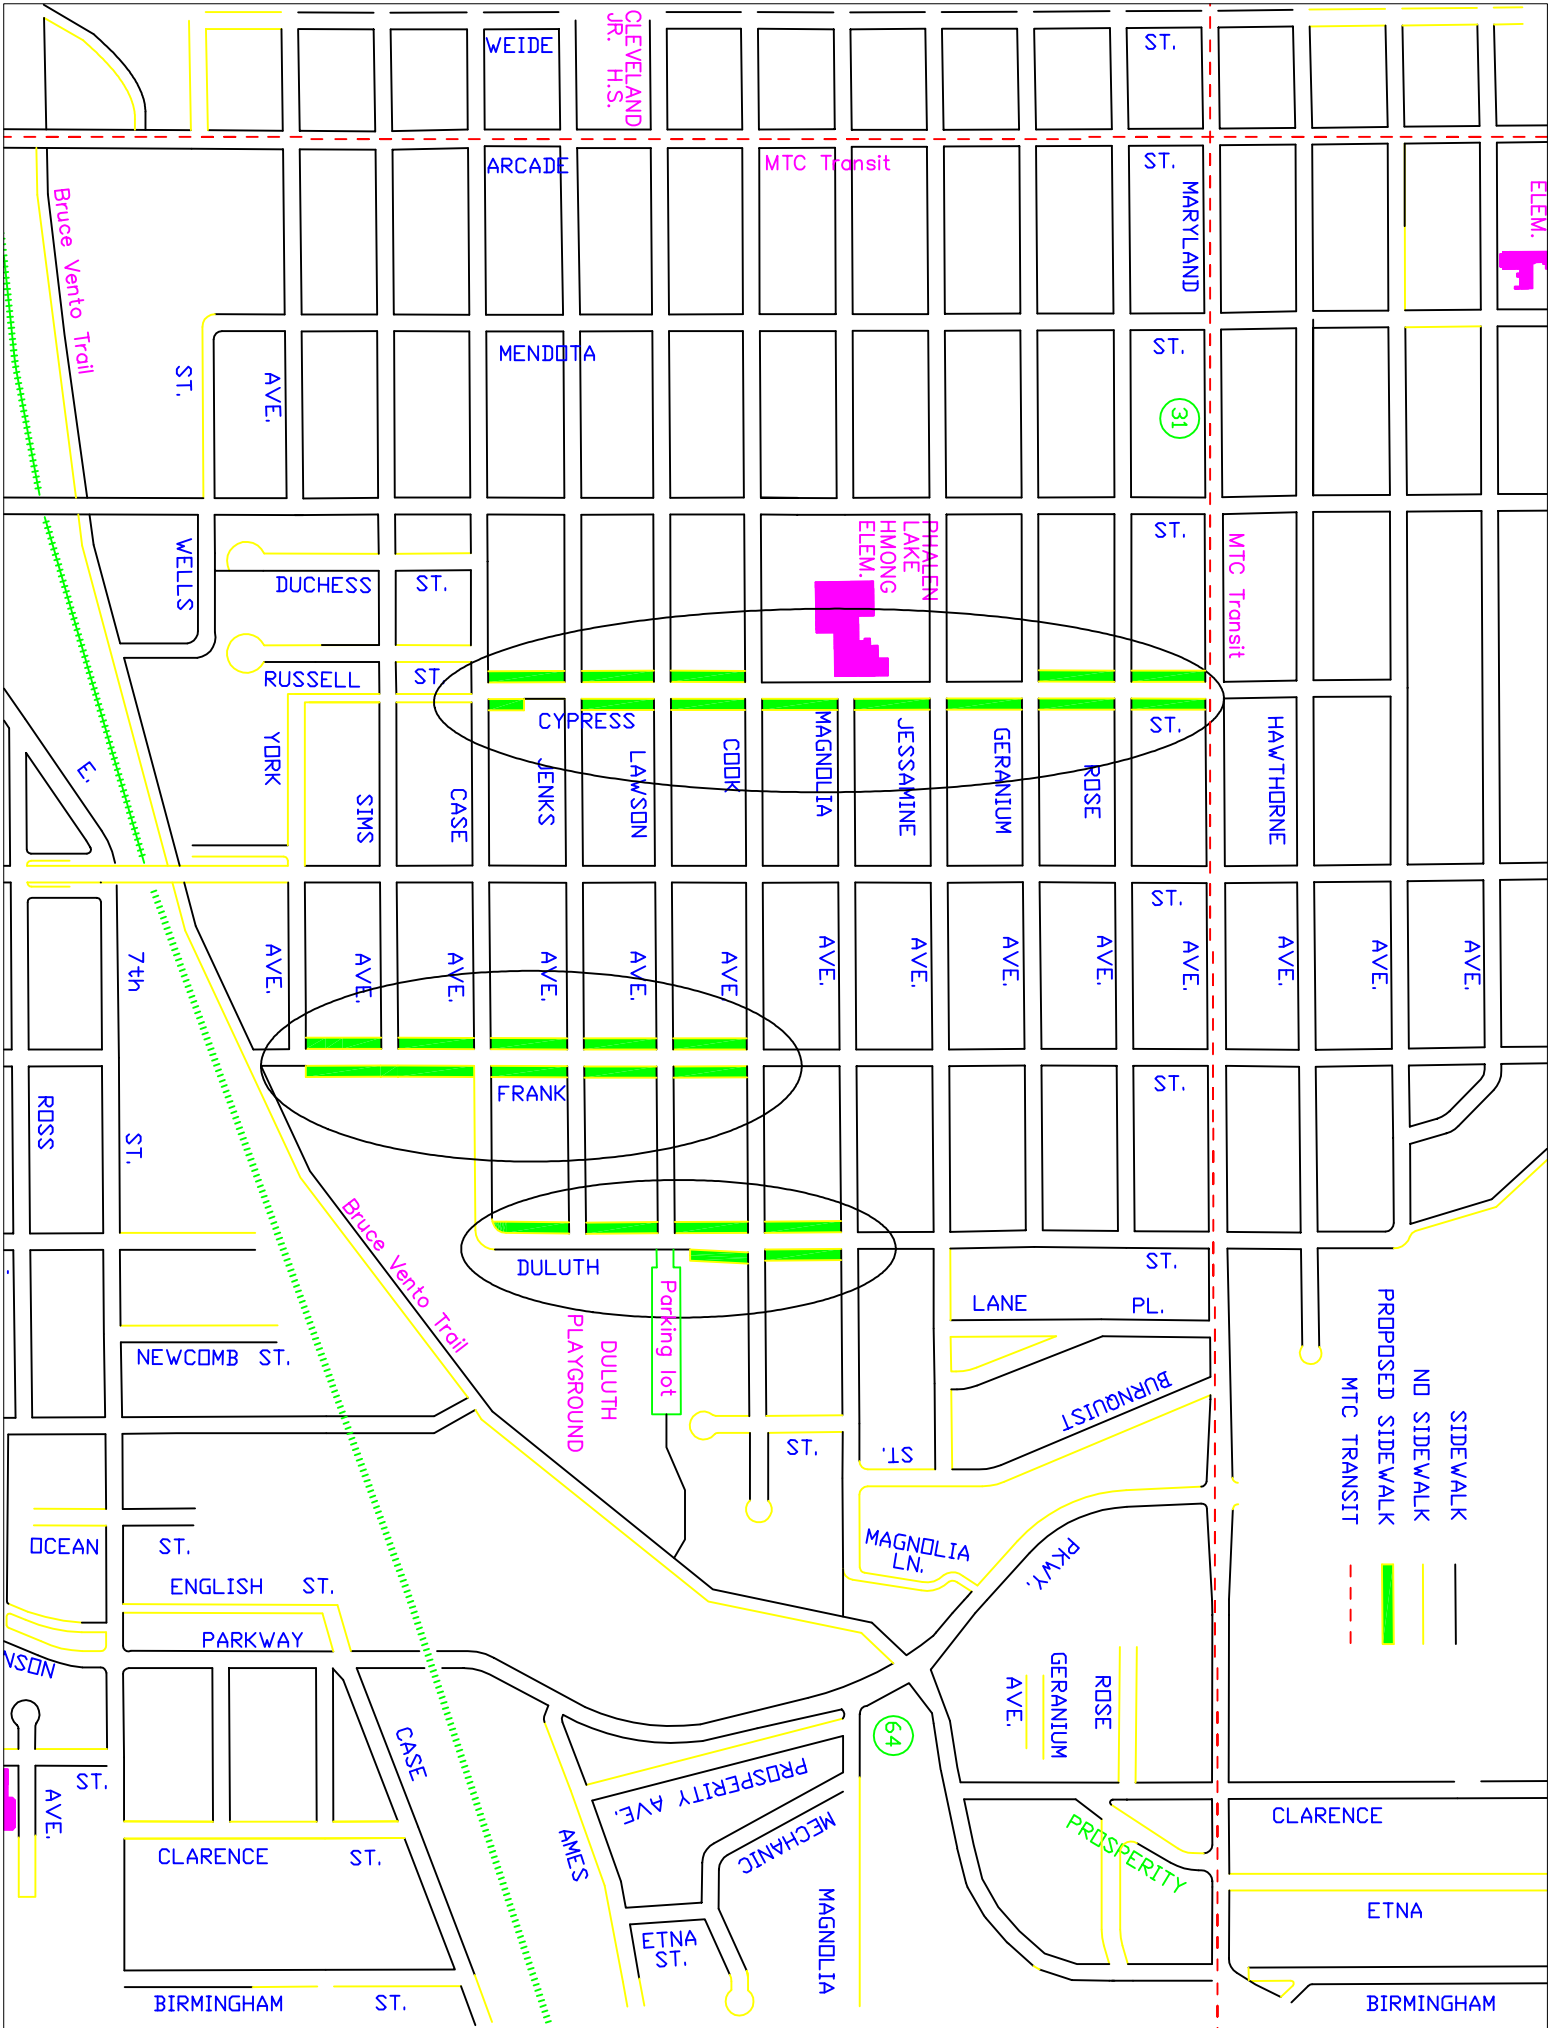 WEIDE
ST.
CLEVELAND
JR. H.S.
ARCADE
MTC Transit
ST.
MARYLAND
ELEM.
Bruce Vento Trail
MENDOTA
ST.
ST.
AVE.
31
WELLS
DUCHESS
ST.
PHALEN
LAKE
HMONG
ELEM.
ST.
MTC Transit
RUSSELL
ST.
CYPRESS
ST.
E.
YORK
SIMS
CASE
JENKS
LAWSON
COOK
MAGNOLIA
JESSAMINE
GERANIUM
ROSE
HAWTHORNE
ST.
7th
AVE.
AVE.
AVE.
AVE.
AVE.
AVE.
AVE.
AVE.
AVE.
AVE.
AVE.
AVE.
AVE.
AVE.
FRANK
ST.
ROSS
ST.
Bruce Vento Trail
DULUTH
ST.
Parking lot
LANE
PL.
DULUTH
PLAYGROUND
NEWCOMB ST.
BURNQUIST
ST.
ST.
SIDEWALK
NO SIDEWALK
PROPOSED SIDEWALK
MTC TRANSIT
OCEAN
ST.
MAGNOLIA
LN.
PKWY.
ENGLISH ST.
PARKWAY
NSON
GERANIUM
AVE.
ROSE
CASE
64
ST.
AVE.
PROSPERITY AVE.
MECHANIC
AMES
CLARENCE
ST.
PROSPERITY
CLARENCE
MAGNOLIA
ETNA
ST.
ETNA
BIRMINGHAM
ST.
BIRMINGHAM